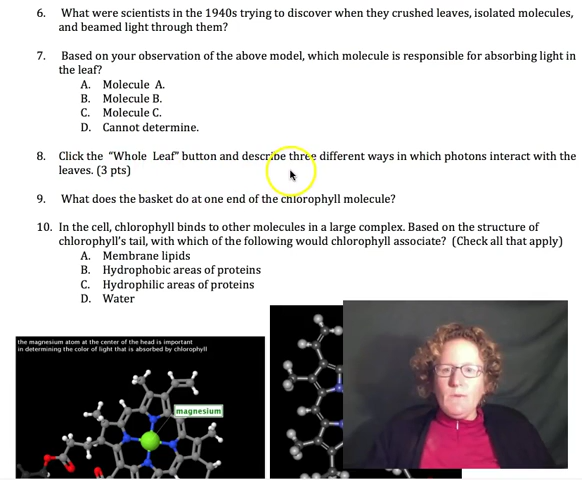 6. What were scientists in the 1940s trying to discover when they crushed leaves, isolated molecules,
and beamed light through them?
7. Based on your observation of the above model, which molecule is responsible for absorbing light in
the leaf?
A. Molecule A.
B. Molecule B.
C. Molecule C.
D. Cannot determine.
8. Click the "Whole Leaf" button and describe three different ways in which photons interact with the
leaves. (3 pts)
9. What does the basket do at one end of the chlorophyll molecule?
10. In the cell, chlorophyll binds to other molecules in a large complex. Based on the structure of
chlorophyll's tail, with which of the following would chlorophyll associate? (Check all that apply)
A. Membrane lipids
B. Hydrophobic areas of proteins
C. Hydrophilic areas of proteins
D. Water
the magnesium atom at the center of the head is important
in determining the color of light that is absorbed by chlorophyll
magnesium